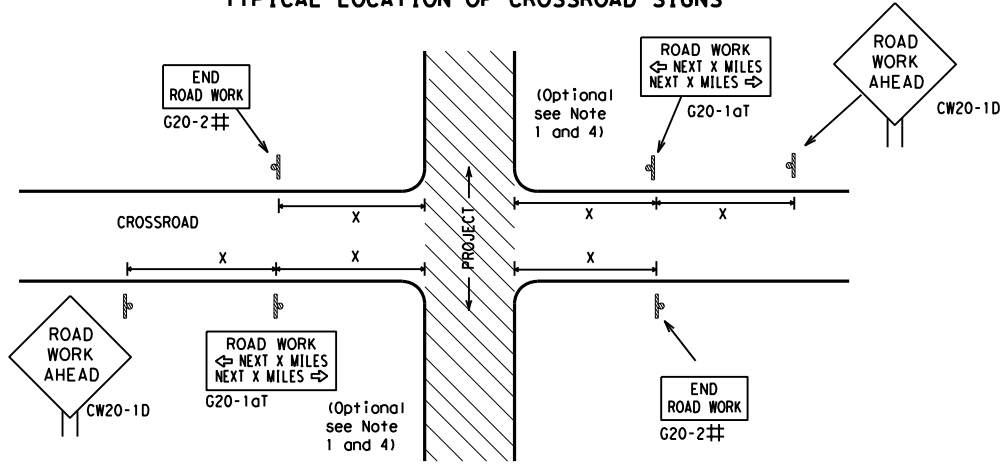 TYPICAL LOCATION OF CROSSROAD SIGNS
END
ROAD WORK
G20-2#
(Optional
see Note
1 and 4)
ROAD WORK
⇦ NEXT X MILES
NEXT X MILES ⇨
G20-1aT
ROAD
WORK
AHEAD
CW20-1D
CROSSROAD
X
X
X
PROJECT
X
X
X
ROAD
WORK
AHEAD
CW20-1D
ROAD WORK
⇦ NEXT X MILES
NEXT X MILES ⇨
G20-1aT
(Optional
see Note
1 and 4)
END
ROAD WORK
G20-2#